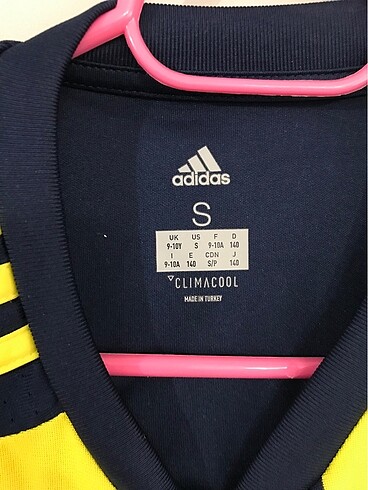 adidas
S
UK US F D
9-10Y S 9-10A 140
I E CDN J
9-10A 140 S/P 140
CLIMACOOL
MADE IN TURKEY